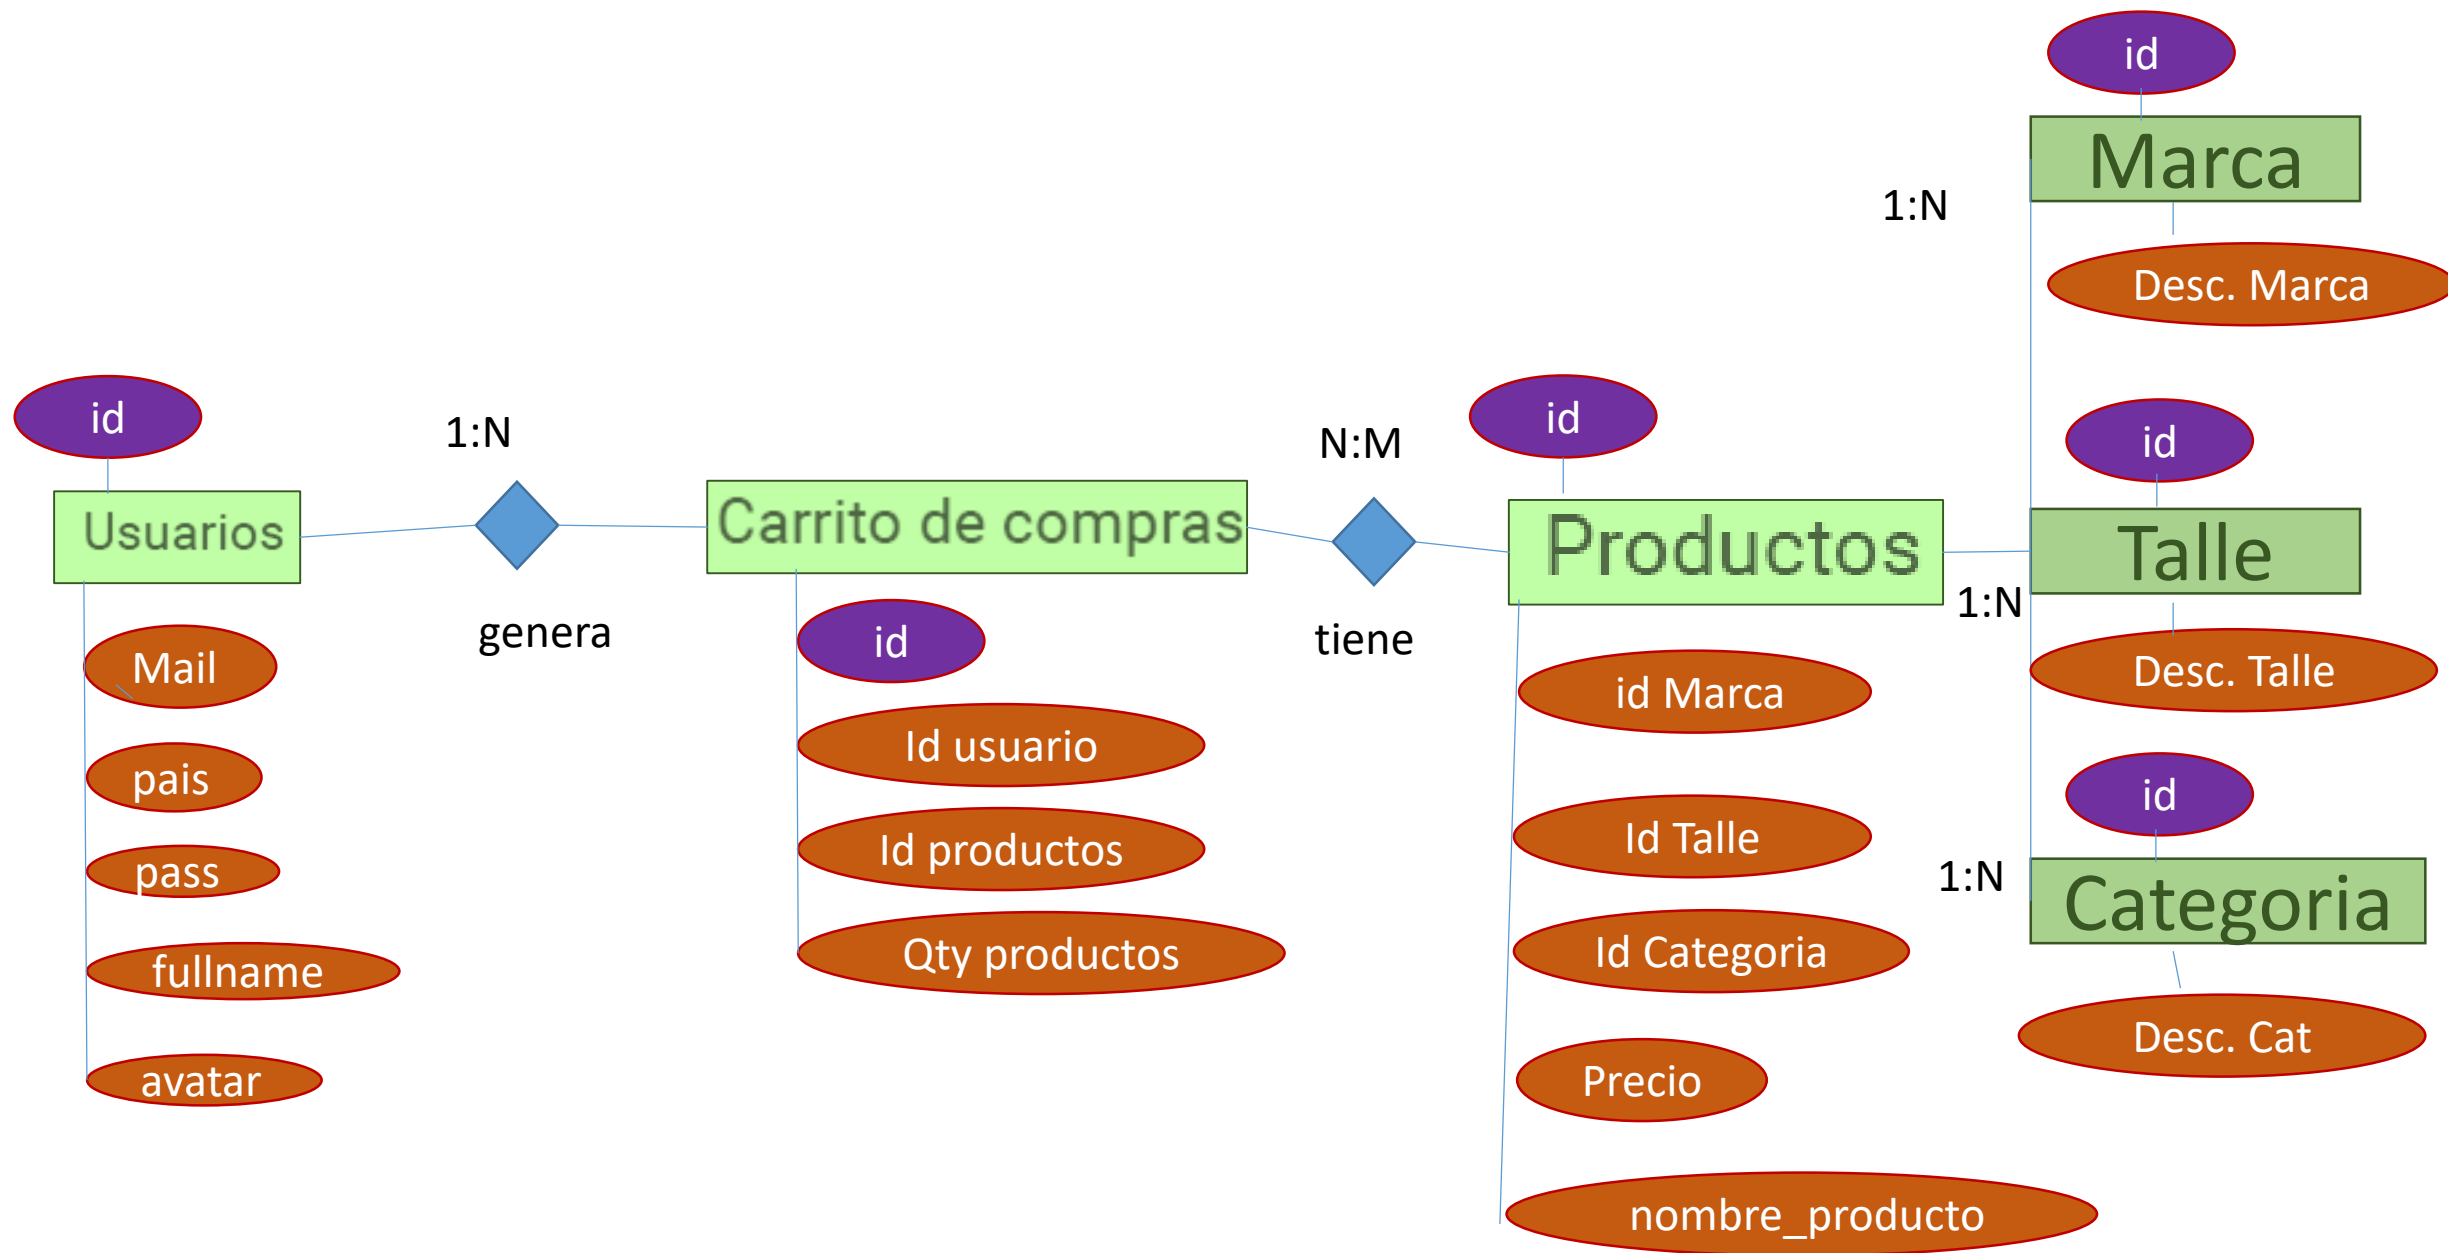 id
Marca
1:N
Desc. Marca
id
Usuarios
Mail
pais
pass
fullname
avatar
1:N
genera
Carrito de compras
id
Id usuario
Id productos
Qty productos
N:M
tiene
id
Productos
id Marca
Id Talle
Id Categoria
Precio
nombre_producto
id
Talle
1:N
Desc. Talle
id
1:N
Categoria
Desc. Cat